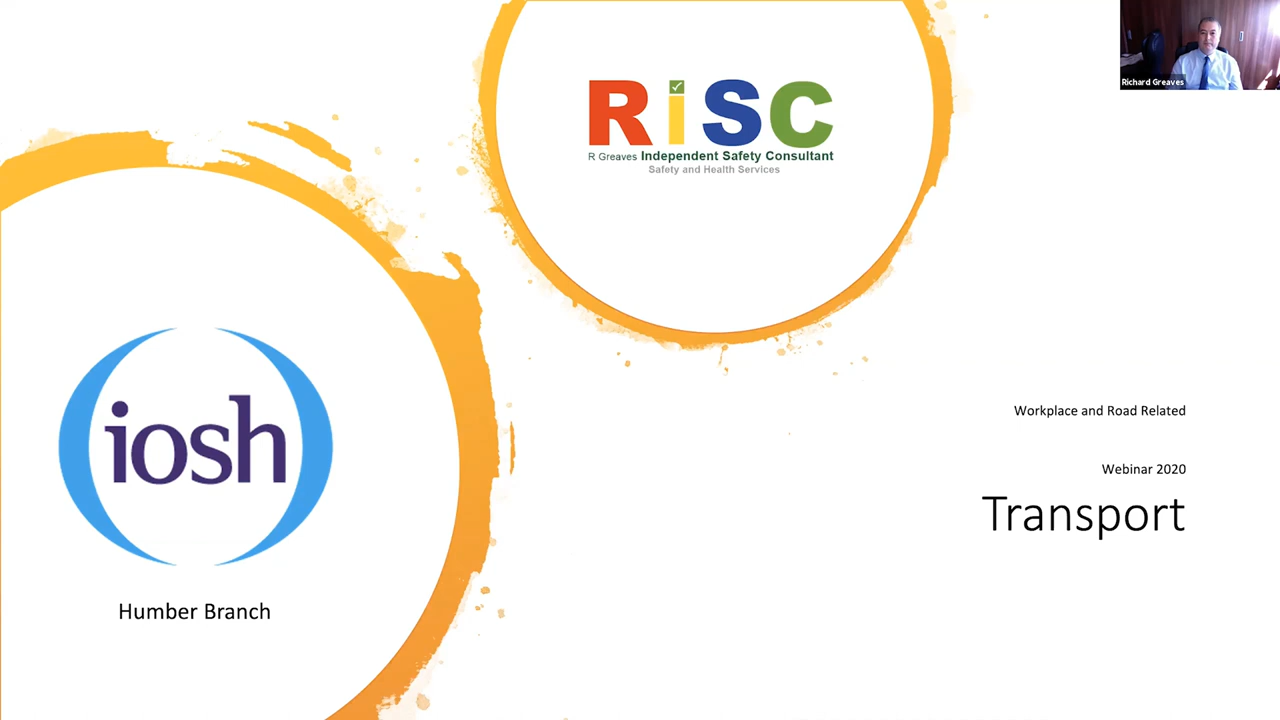 Richard Greaves
RiSC
R Greaves Independent Safety Consultant
Safety and Health Services
iosh
Humber Branch
Workplace and Road Related
Webinar 2020
Transport